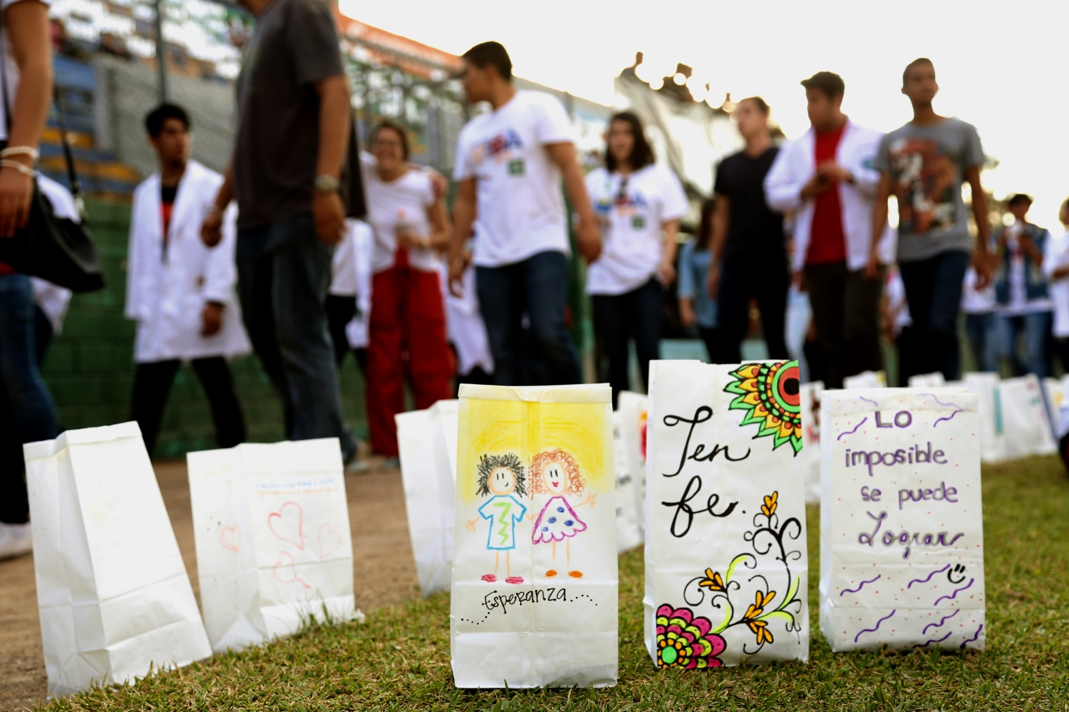 Esperanza
Ten
fe.
LO
imposible
se puede
Lograr